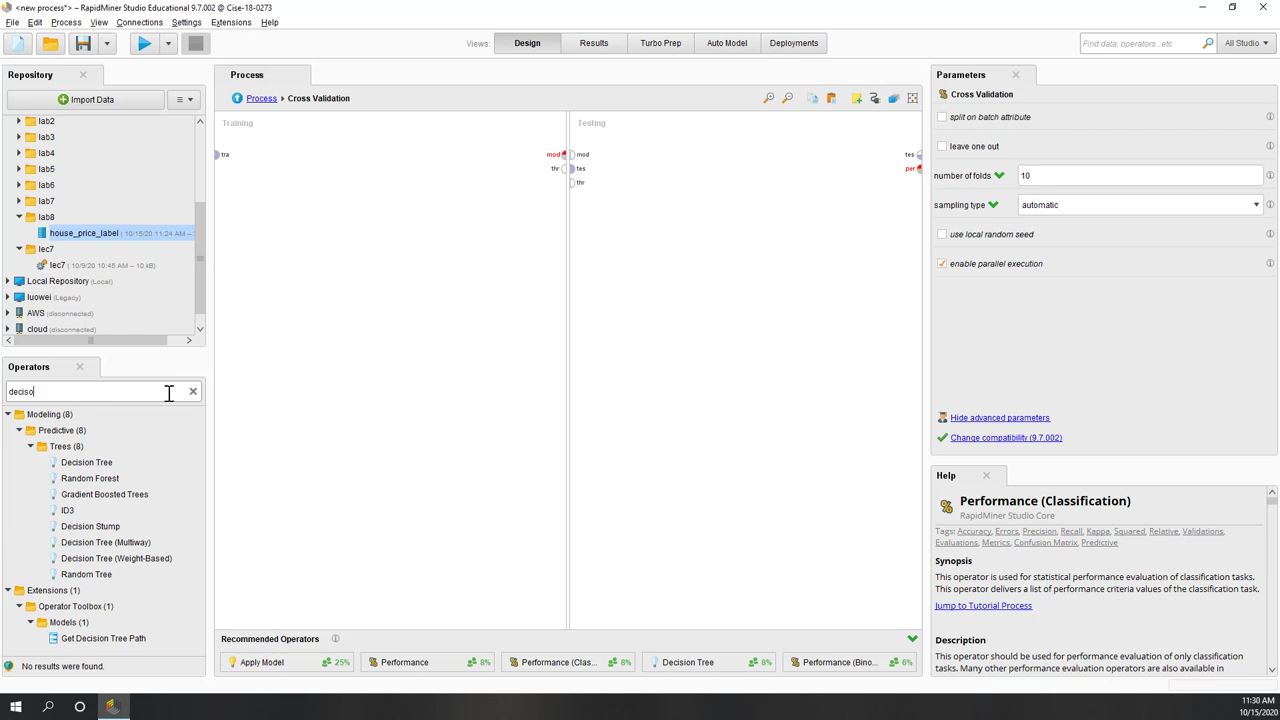 <new process*> – RapidMiner Studio Educational 9.7.002 @ Cise-18-0273
File Edit Process View Connections Settings Extensions Help
Views: Design Results Turbo Prep Auto Model Deployments
Find data, operators...etc All Studio
Repository
Import Data
lab2
lab3
lab4
lab5
lab6
lab7
lab8
house_price_label (10/15/20 11:24 AM –
lec7
lec7 (10/9/20 10:45 AM – 10 kB)
Local Repository (Local)
luowei (Legacy)
AWS (disconnected)
cloud (disconnected)
Operators
deciso
Modeling (8)
Predictive (8)
Trees (8)
Decision Tree
Random Forest
Gradient Boosted Trees
ID3
Decision Stump
Decision Tree (Multiway)
Decision Tree (Weight-Based)
Random Tree
Extensions (1)
Operator Toolbox (1)
Models (1)
Get Decision Tree Path
No results were found.
Process
Process Cross Validation
Training
tra
mod
thr
Testing
mod
tes
thr
tes
per
Recommended Operators
Apply Model 25%
Performance 8%
Performance (Clas... 8%
Decision Tree 8%
Performance (Bino... 6%
Parameters
Cross Validation
split on batch attribute
leave one out
number of folds 10
sampling type automatic
use local random seed
enable parallel execution
Hide advanced parameters
Change compatibility (9.7.002)
Help
Performance (Classification)
RapidMiner Studio Core
Tags: Accuracy, Errors, Precision, Recall, Kappa, Squared, Relative, Validations,
Evaluations, Metrics, Confusion Matrix, Predictive
Synopsis
This operator is used for statistical performance evaluation of classification tasks.
This operator delivers a list of performance criteria values of the classification task.
Jump to Tutorial Process
Description
This operator should be used for performance evaluation of only classification
tasks. Many other performance evaluation operators are also available in
11:30 AM
10/15/2020